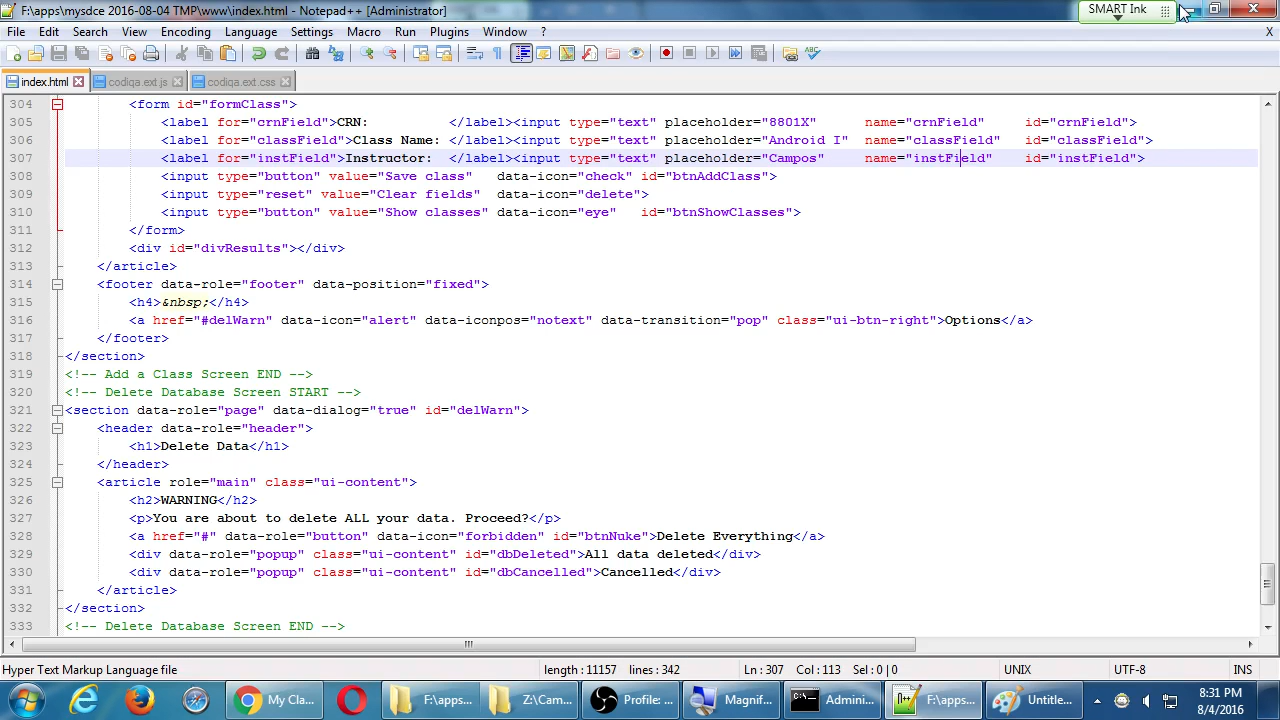 F:\apps\mysdce 2016-08-04 TMP\www\index.html - Notepad++ [Administrator]
SMART Ink
File Edit Search View Encoding Language Settings Macro Run Plugins Window ? X
index.html codiqa.ext.js codiqa.ext.css
304 <form id="formClass">
305 <label for="crnField">CRN: </label><input type="text" placeholder="8801X" name="crnField" id="crnField">
306 <label for="classField">Class Name: </label><input type="text" placeholder="Android I" name="classField" id="classField">
307 <label for="instField">Instructor: </label><input type="text" placeholder="Campos" name="instField" id="instField">
308 <input type="button" value="Save class" data-icon="check" id="btnAddClass">
309 <input type="reset" value="Clear fields" data-icon="delete">
310 <input type="button" value="Show classes" data-icon="eye" id="btnShowClasses">
311 </form>
312 <div id="divResults"></div>
313 </article>
314 <footer data-role="footer" data-position="fixed">
315 <h4>&nbsp;</h4>
316 <a href="#delWarn" data-icon="alert" data-iconpos="notext" data-transition="pop" class="ui-btn-right">Options</a>
317 </footer>
318 </section>
319 <!-- Add a Class Screen END -->
320 <!-- Delete Database Screen START -->
321 <section data-role="page" data-dialog="true" id="delWarn">
322 <header data-role="header">
323 <h1>Delete Data</h1>
324 </header>
325 <article role="main" class="ui-content">
326 <h2>WARNING</h2>
327 <p>You are about to delete ALL your data. Proceed?</p>
328 <a href="#" data-role="button" data-icon="forbidden" id="btnNuke">Delete Everything</a>
329 <div data-role="popup" class="ui-content" id="dbDeleted">All data deleted</div>
330 <div data-role="popup" class="ui-content" id="dbCancelled">Cancelled</div>
331 </article>
332 </section>
333 <!-- Delete Database Screen END -->
Hyper Text Markup Language file length : 11157 lines : 342 Ln : 307 Col : 113 Sel : 0 | 0 UNIX UTF-8 INS
My Cla... F:\apps... Z:\Cam... Profile: ... Magnif... Admini... F:\apps... Untitle... 8:31 PM
8/4/2016